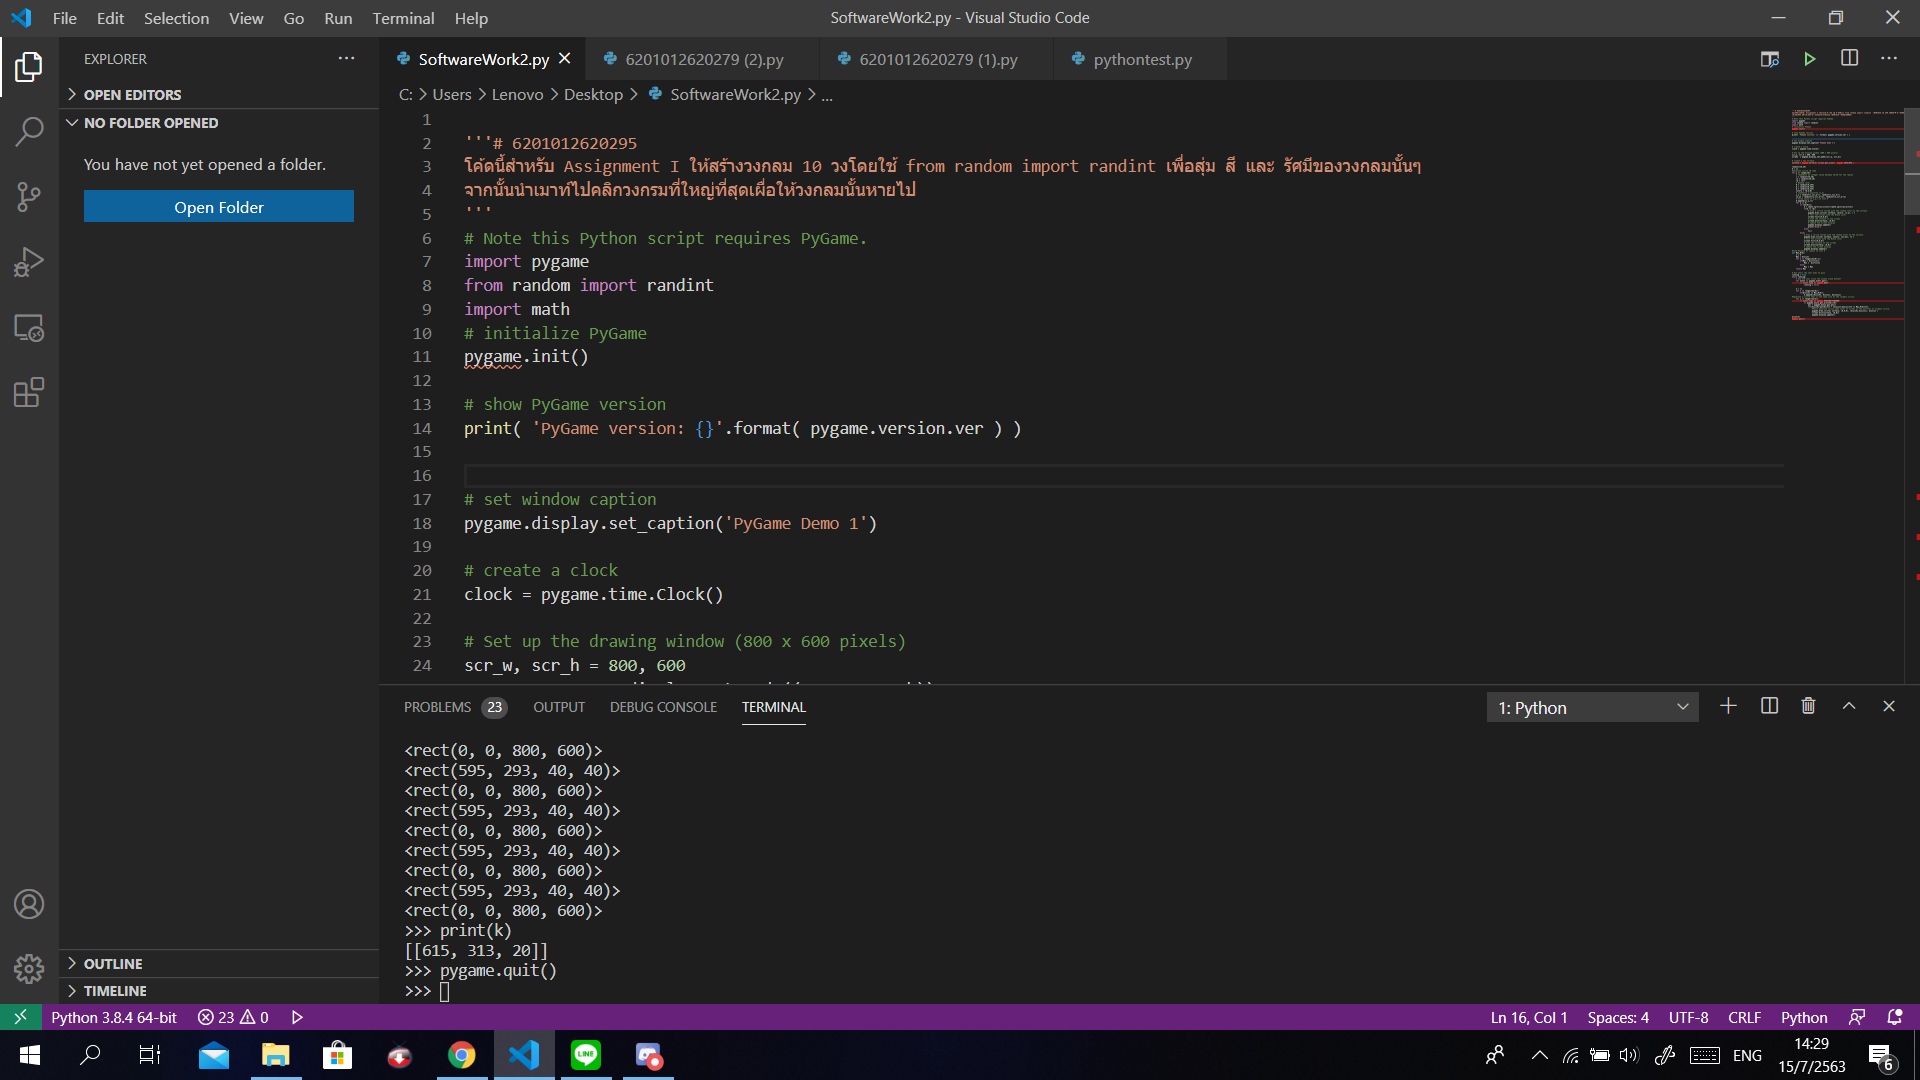 File Edit Selection View Go Run Terminal Help
SoftwareWork2.py - Visual Studio Code
EXPLORER
SoftwareWork2.py
6201012620279 (2).py
6201012620279 (1).py
pythontest.py
OPEN EDITORS
NO FOLDER OPENED
You have not yet opened a folder.
Open Folder
C: > Users > Lenovo > Desktop > SoftwareWork2.py > ...
1
2 '''# 6201012620295
3 โค้ดนี้สำหรับ Assignment I ให้สร้างวงกลม 10 วงโดยใช้ from random import randint เพื่อสุ่ม สี และ รัศมีของวงกลมนั้นๆ
4 จากนั้นนำเมาท์ไปคลิกวงกรมที่ใหญ่ที่สุดเผื่อให้วงกลมนั้นหายไป
5 '''
6 # Note this Python script requires PyGame.
7 import pygame
8 from random import randint
9 import math
10 # initialize PyGame
11 pygame.init()
12
13 # show PyGame version
14 print( 'PyGame version: {}'.format( pygame.version.ver ) )
15
16
17 # set window caption
18 pygame.display.set_caption('PyGame Demo 1')
19
20 # create a clock
21 clock = pygame.time.Clock()
22
23 # Set up the drawing window (800 x 600 pixels)
24 scr_w, scr_h = 800, 600
PROBLEMS 23 OUTPUT DEBUG CONSOLE TERMINAL
1: Python
<rect(0, 0, 800, 600)>
<rect(595, 293, 40, 40)>
<rect(0, 0, 800, 600)>
<rect(595, 293, 40, 40)>
<rect(0, 0, 800, 600)>
<rect(595, 293, 40, 40)>
<rect(0, 0, 800, 600)>
<rect(595, 293, 40, 40)>
<rect(0, 0, 800, 600)>
>>> print(k)
[[615, 313, 20]]
>>> pygame.quit()
>>>
OUTLINE
TIMELINE
Python 3.8.4 64-bit
23 0
Ln 16, Col 1 Spaces: 4 UTF-8 CRLF Python
LINE
ENG
14:29
15/7/2563
6